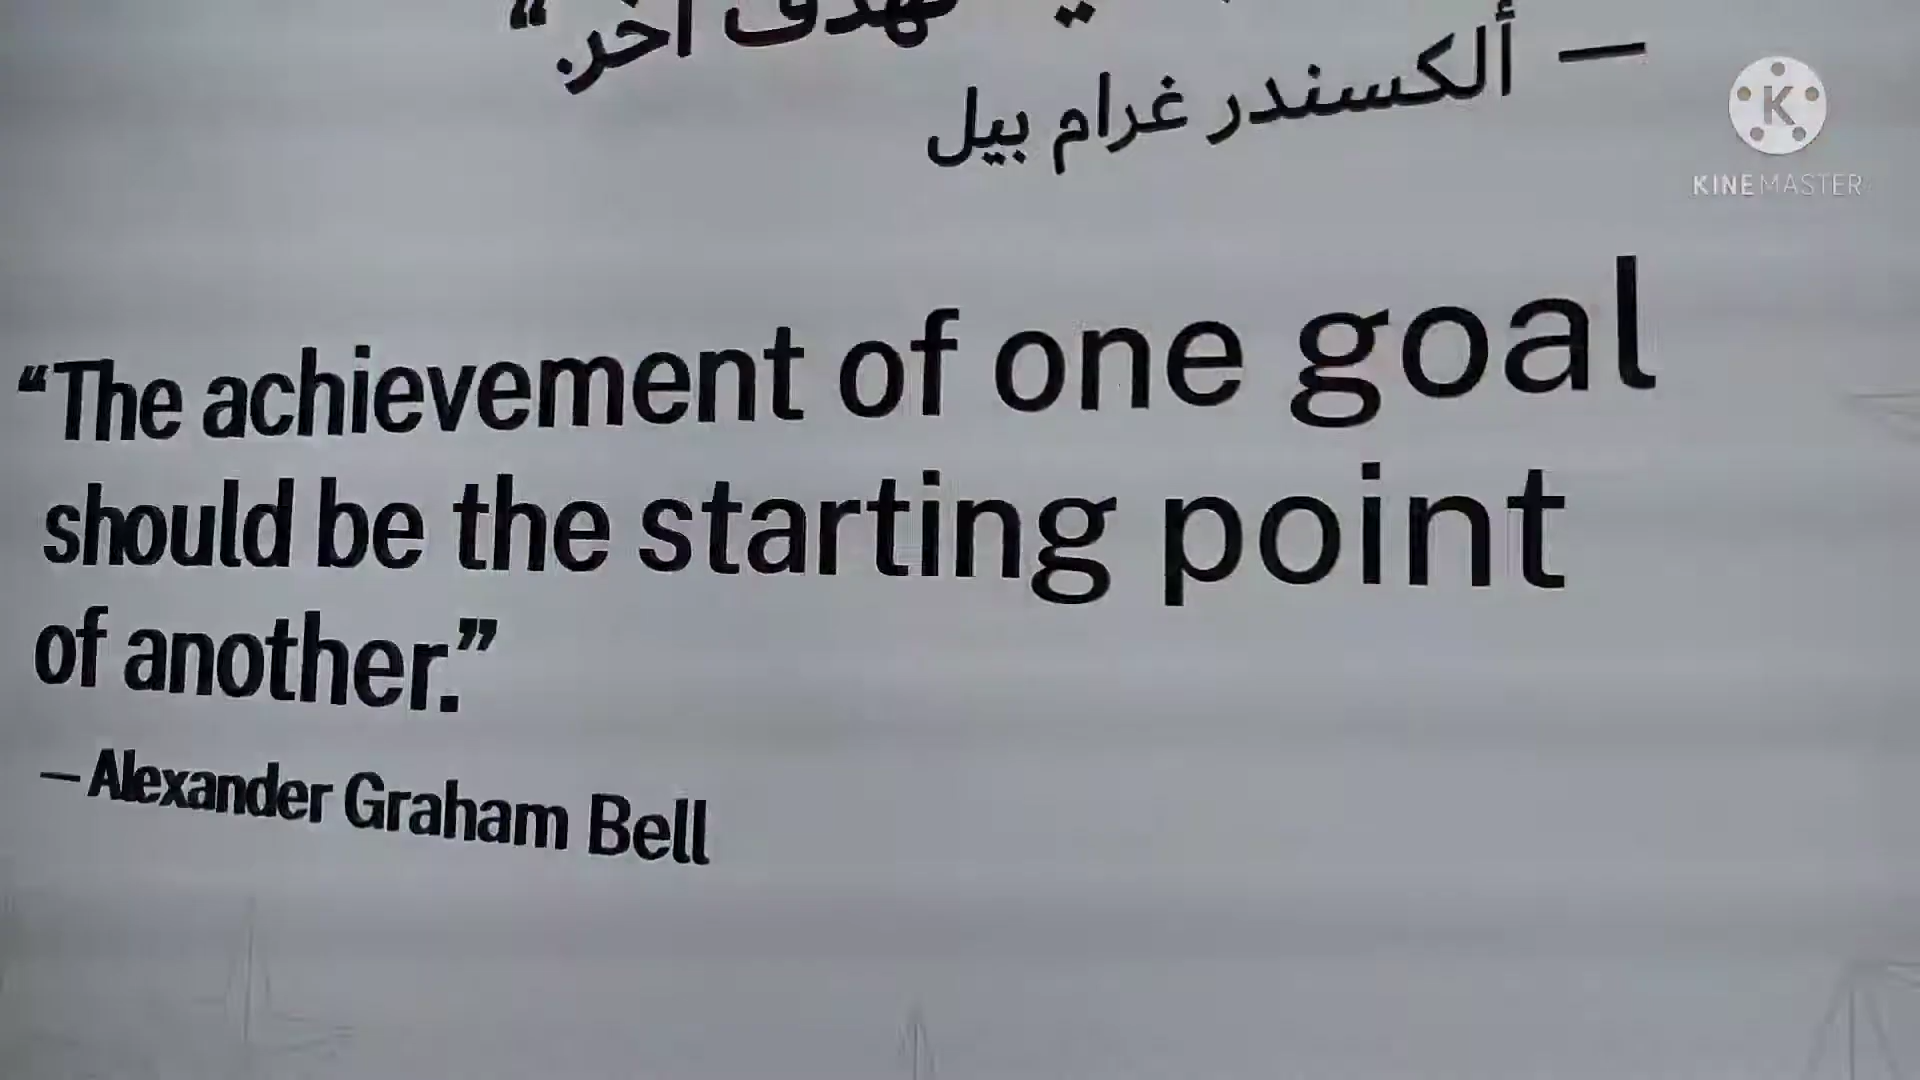 لهدف آخر.“
— ألكسندر غرام بيل
KINEMASTER
“The achievement of one goal
should be the starting point
of another.”
— Alexander Graham Bell